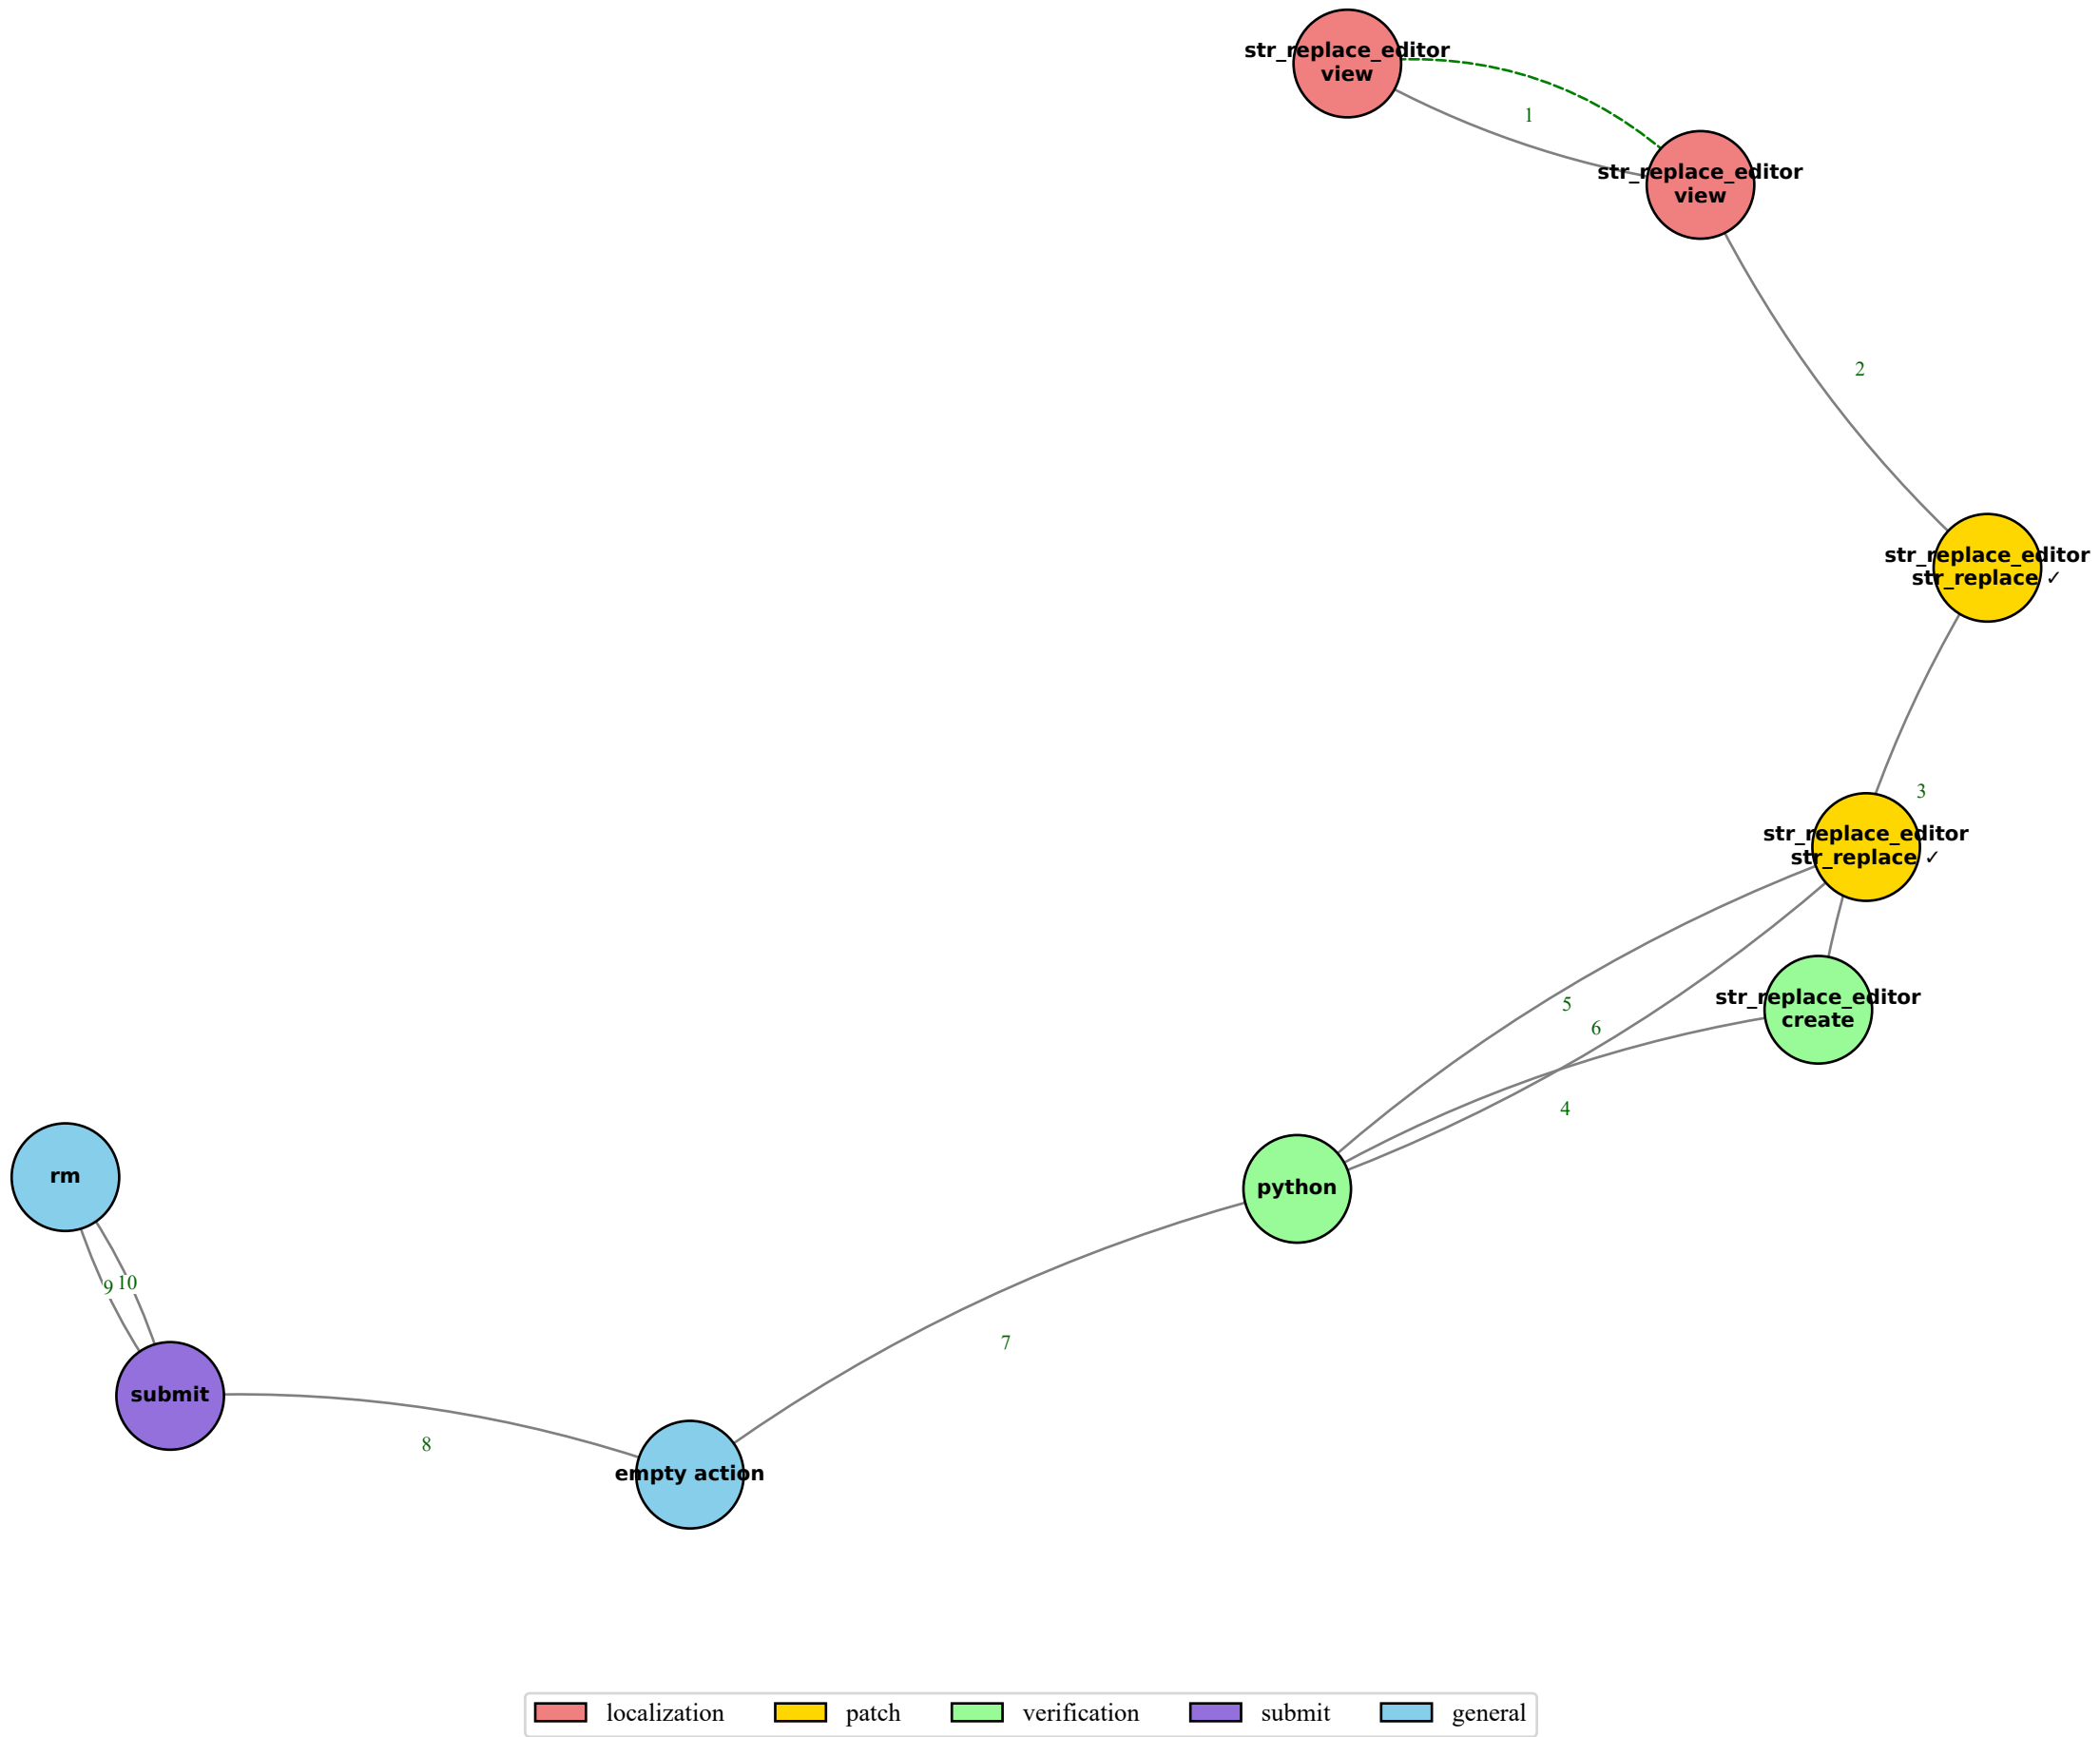 str_replace_editor
view
1
str_replace_editor
view
2
str_replace_editor
str_replace ✓
3
str_replace_editor
str_replace ✓
5
6
str_replace_editor
create
4
python
rm
9
10
submit
7
8
empty action
localization
patch
verification
submit
general